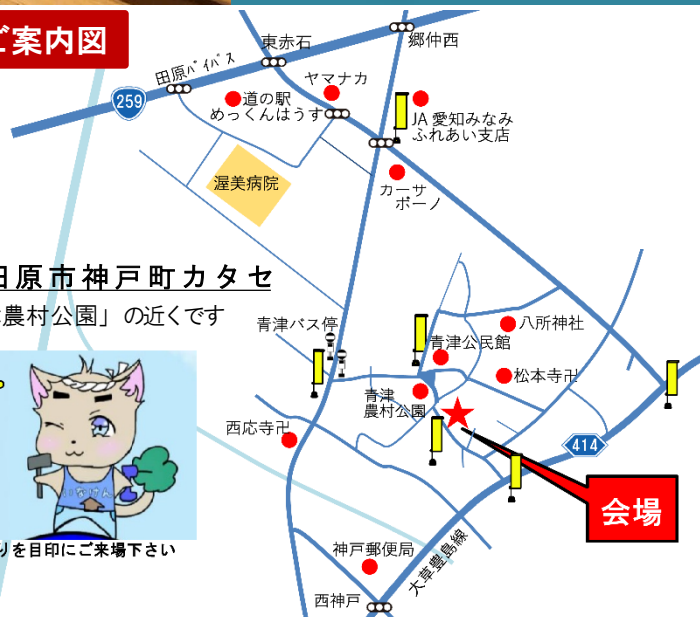 ご案内図
東赤石
郷仲西
田原バイパス
ヤマナカ
259
道の駅
めっくんはうす
JA 愛知みなみ
ふれあい支店
渥美病院
カーサ
ボーノ
田原市神戸町カタセ
農村公園」の近くです
青津バス停
八所神社
青津公民館
松本寺卍
青津
農村公園
西応寺卍
414
いなけん
会場
りを目印にご来場下さい
神戸郵便局
大草豊島線
西神戸